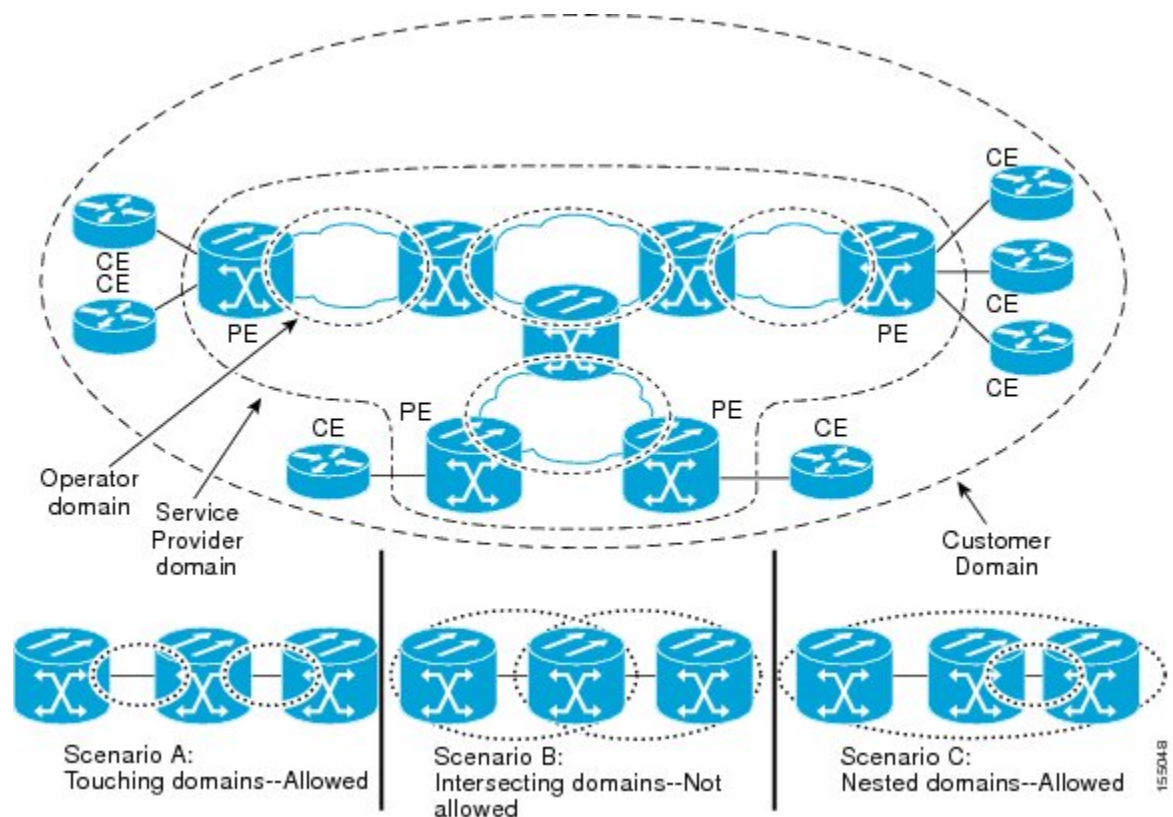 CE
CE
CE
PE
CE
PE
CE
PE
PE
CE
CE
Operator
domain
Service
Provider
domain
Customer
Domain
Scenario A:
Touching domains--Allowed
Scenario B:
Intersecting domains--Not
allowed
Scenario C:
Nested domains--Allowed
155048